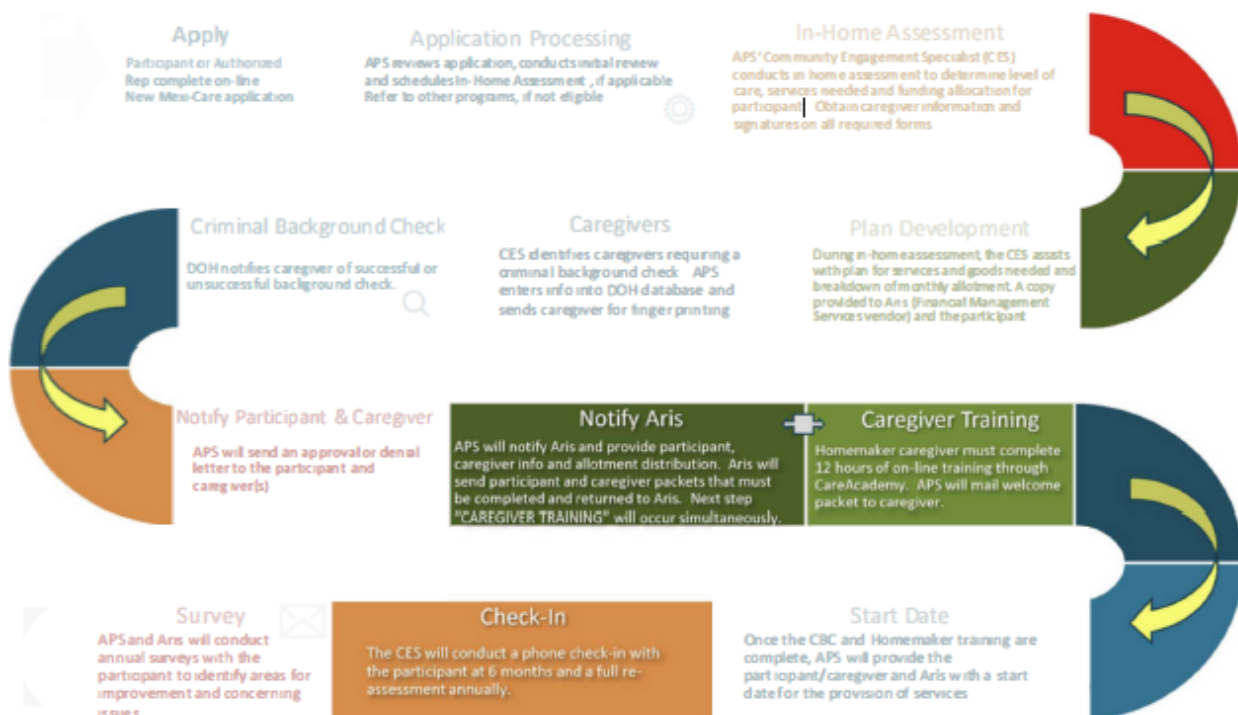 Apply
Participant or Authorized
Rep complete on-line
New Mexi-Care application
Application Processing
APS reviews application, conducts initial review
and schedules In-Home Assessment , if applicable
Refer to other programs, if not eligible
In-Home Assessment
APS' Community Engagement Specialist (CES)
conducts in home assessment to determine level of
care, services needed and funding allocation for
participant Obtain caregiver information and
signatures on all required forms
Plan Development
During in-home assessment, the CES assists
with plan for services and goods needed and
breakdown of monthly allotment. A copy
provided to Aris (Financial Management
Services vendor) and the participant
Caregivers
CES identifies caregivers requiring a
criminal background check APS
enters info into DOH database and
sends caregiver for finger printing
Criminal Background Check
DOH notifies caregiver of successful or
unsuccessful background check.
Notify Participant & Caregiver
APS will send an approval or denial
letter to the participant and
caregiver(s)
Notify Aris
APS will notify Aris and provide participant,
caregiver info and allotment distribution. Aris will
send participant and caregiver packets that must
be completed and returned to Aris. Next step
"CAREGIVER TRAINING" will occur simultaneously.
Caregiver Training
Homemaker caregiver must complete
12 hours of on-line training through
CareAcademy. APS will mail welcome
packet to caregiver.
Start Date
Once the CBC and Homemaker training are
complete, APS will provide the
participant/caregiver and Aris with a start
date for the provision of services
Check-In
The CES will conduct a phone check-in with
the participant at 6 months and a full re-
assessment annually.
Survey
APS and Aris will conduct
annual surveys with the
participant to identify areas for
improvement and concerning
issues.